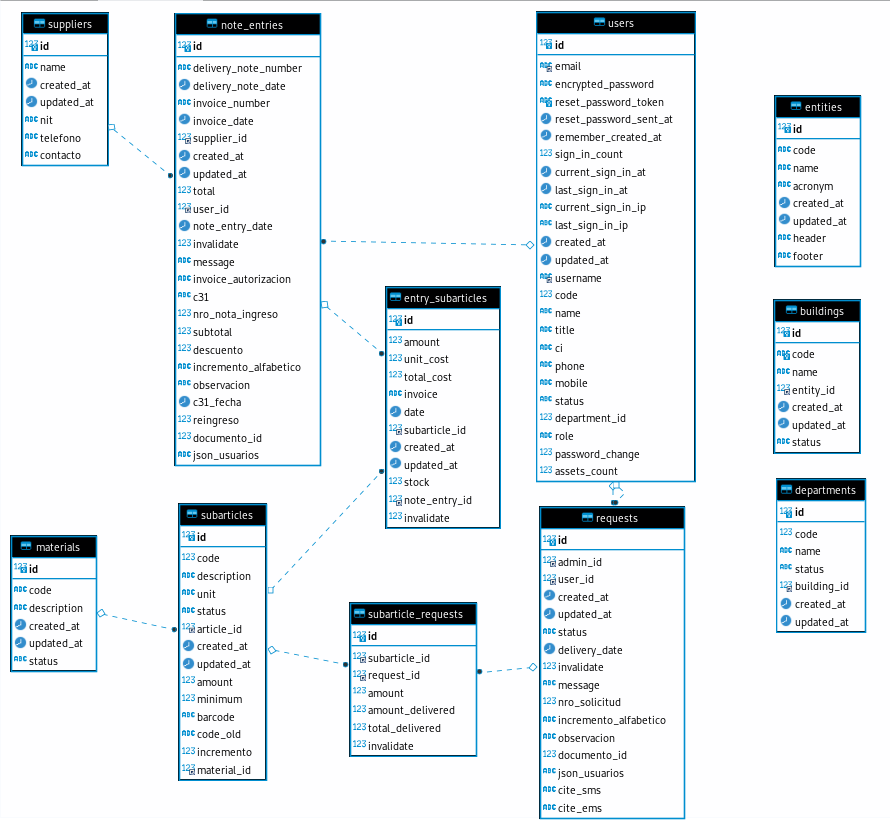 suppliers
id
name
created_at
updated_at
nit
telefono
contacto
note_entries
id
delivery_note_number
delivery_note_date
invoice_number
invoice_date
supplier_id
created_at
updated_at
total
user_id
note_entry_date
invalidate
message
invoice_autorizacion
c31
nro_nota_ingreso
subtotal
descuento
incremento_alfabetico
observacion
c31_fecha
reingreso
documento_id
json_usuarios
users
id
email
encrypted_password
reset_password_token
reset_password_sent_at
remember_created_at
sign_in_count
current_sign_in_at
last_sign_in_at
current_sign_in_ip
last_sign_in_ip
created_at
updated_at
username
code
name
title
ci
phone
mobile
status
department_id
role
password_change
assets_count
entities
id
code
name
acronym
created_at
updated_at
header
footer
entry_subarticles
id
amount
unit_cost
total_cost
invoice
date
subarticle_id
created_at
updated_at
stock
note_entry_id
invalidate
buildings
id
code
name
entity_id
created_at
updated_at
status
departments
id
code
name
status
building_id
created_at
updated_at
materials
id
code
description
created_at
updated_at
status
subarticles
id
code
description
unit
status
article_id
created_at
updated_at
amount
minimum
barcode
code_old
incremento
material_id
subarticle_requests
id
subarticle_id
request_id
amount
amount_delivered
total_delivered
invalidate
requests
id
admin_id
user_id
created_at
updated_at
status
delivery_date
invalidate
message
nro_solicitud
incremento_alfabetico
observacion
documento_id
json_usuarios
cite_sms
cite_ems